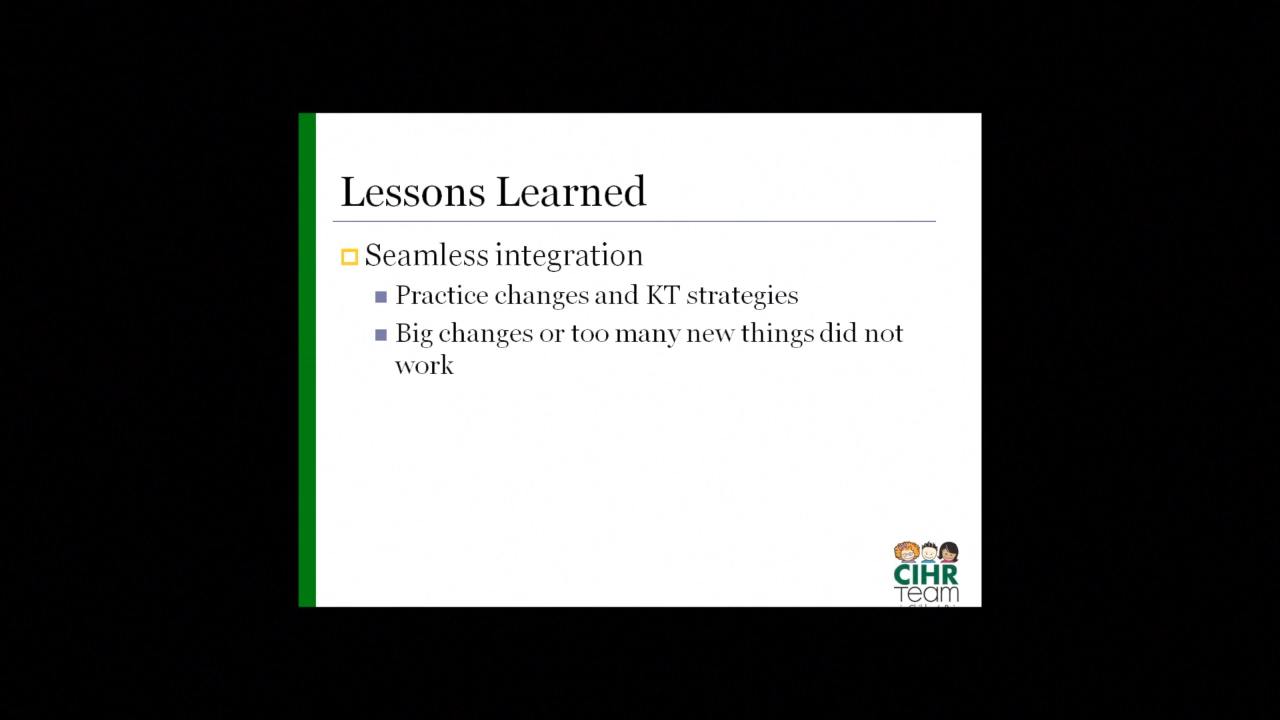 Lessons Learned
Seamless integration
Practice changes and KT strategies
Big changes or too many new things did not
work
CIHR
Team